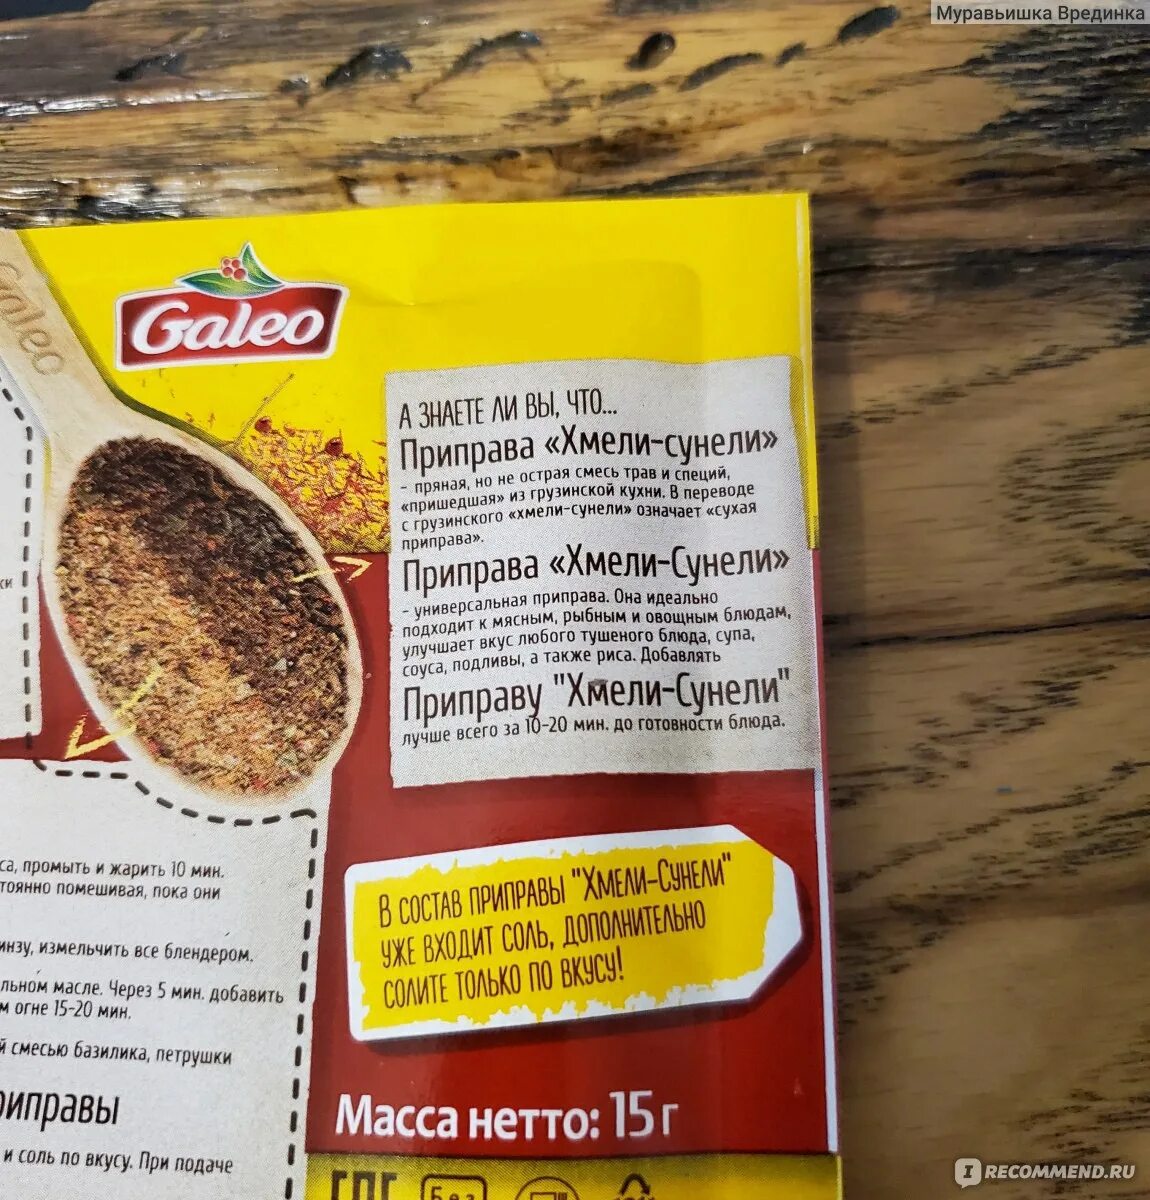 Муравьишка Врединка
Galeo
Galeo
А ЗНАЕТЕ ЛИ ВЫ, ЧТО...
Приправа «Хмели-сунели»
- пряная, но не острая смесь трав и специй,
«пришедшая» из грузинской кухни. В переводе
с грузинского «хмели-сунели» означает «сухая
приправа».
Приправа «Хмели-Сунели»
- универсальная приправа. Она идеально
подходит к мясным, рыбным и овощным блюдам,
улучшает вкус любого тушеного блюда, супа,
соуса, подливы, а также риса. Добавлять
Приправу "Хмели-Сунели"
лучше всего за 10-20 мин. до готовности блюда.
ки
са, промыть и жарить 10 мин.
тоянно помешивая, пока они
инзу, измельчить все блендером.
льном масле. Через 5 мин. добавить
м огне 15-20 мин.
й смесью базилика, петрушки
риправы
и соль по вкусу. При подаче
В СОСТАВ ПРИПРАВЫ "ХМЕЛИ-СУНЕЛИ"
УЖЕ ВХОДИТ СОЛЬ, ДОПОЛНИТЕЛЬНО
СОЛИТЕ ТОЛЬКО ПО ВКУСУ!
Масса нетто: 15 г
Без
IRECOMMEND.RU